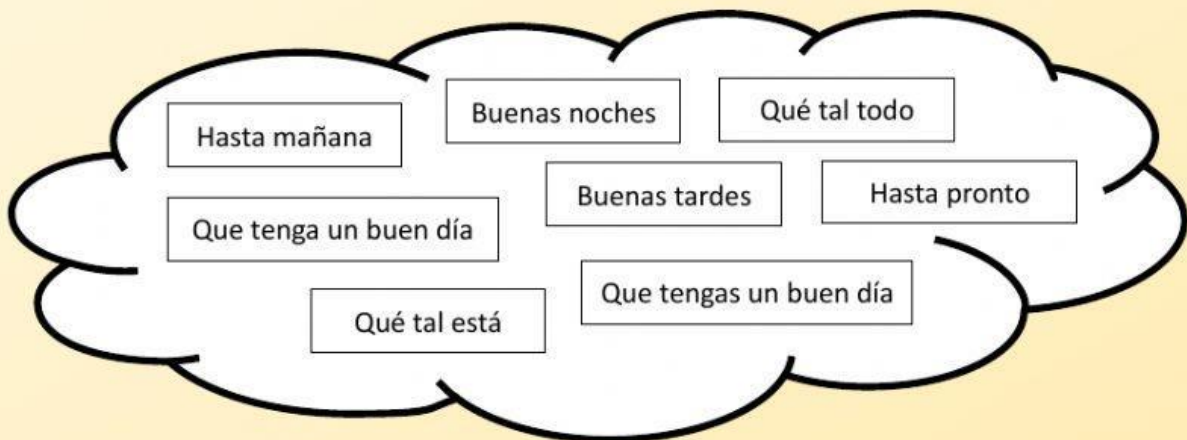 Hasta mañana
Buenas noches
Qué tal todo
Que tenga un buen día
Buenas tardes
Hasta pronto
Qué tal está
Que tengas un buen día